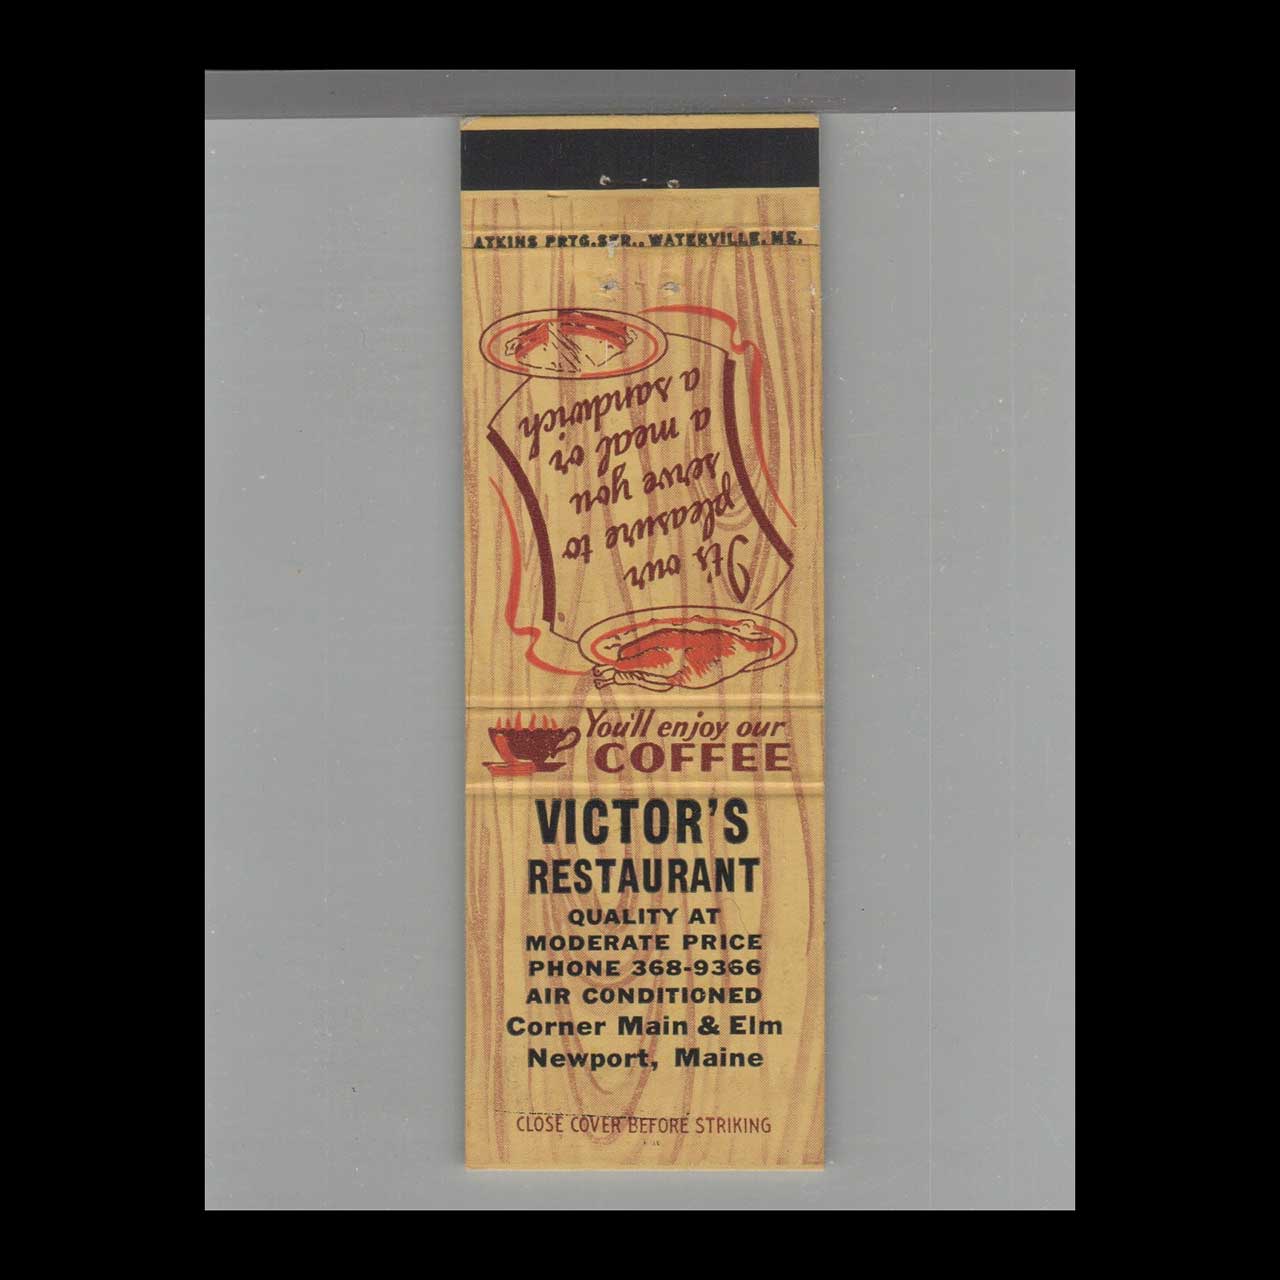 ATKINS PRTG.SER., WATERVILLE, ME.
It's our
pleasure to
serve you
a meal or
a sandwich
You'll enjoy our
COFFEE
VICTOR'S
RESTAURANT
QUALITY AT
MODERATE PRICE
PHONE 368-9366
AIR CONDITIONED
Corner Main & Elm
Newport, Maine
CLOSE COVER BEFORE STRIKING